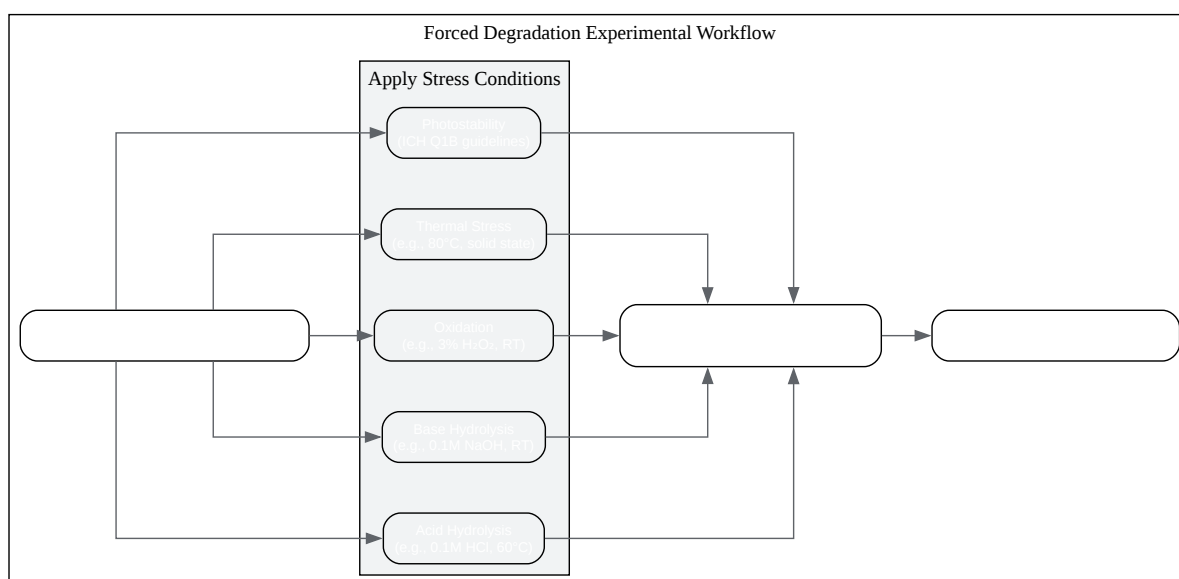 Forced Degradation Experimental Workflow
Apply Stress Conditions
Photostability
(ICH Q1B guidelines)
Thermal Stress
(e.g., 80°C, solid state)
Oxidation
(e.g., 3% H₂O₂, RT)
Base Hydrolysis
(e.g., 0.1M NaOH, RT)
Acid Hydrolysis
(e.g., 0.1M HCl, 60°C)